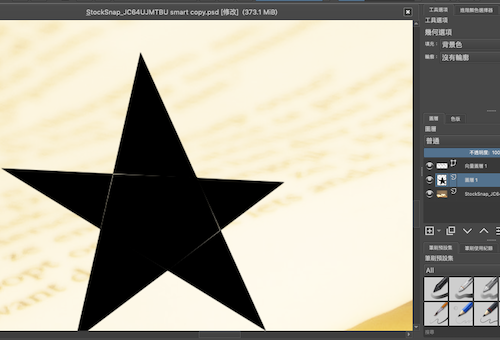 StockSnap_JC64UJMTBU smart copy.psd [修改] (373.1 MiB)
工具選項
進階顏色選擇器
工具選項
幾何選項
填充：
背景色
輪廓：
沒有輪廓
圖層
色版
圖層
普通
不透明度： 100
向量圖層 1
圖層 1
StockSnap_JC64
筆刷預設集
筆刷使用紀錄
筆刷預設集
All
搜尋